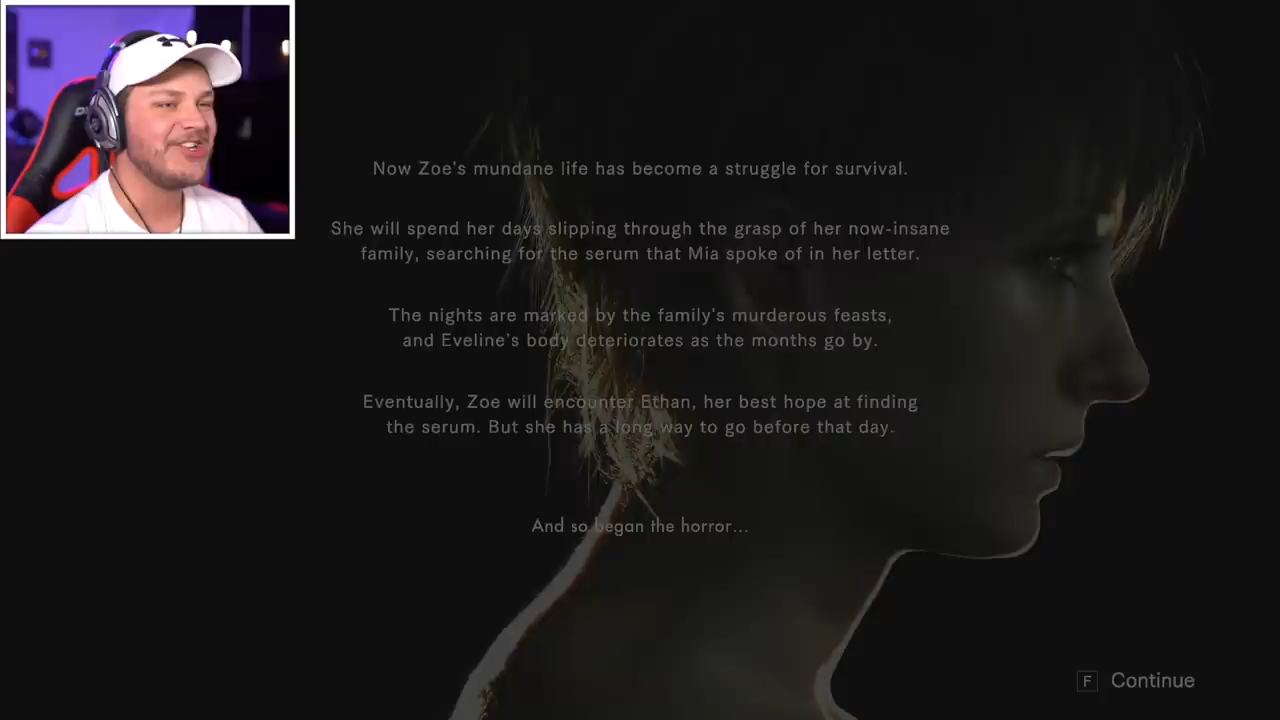 Now Zoe's mundane life has become a struggle for survival.
She will spend her days slipping through the grasp of her now-insane
family, searching for the serum that Mia spoke of in her letter.
The nights are marked by the family's murderous feasts,
and Eveline's body deteriorates as the months go by.
Eventually, Zoe will encounter Ethan, her best hope at finding
the serum. But she has a long way to go before that day.
And so began the horror...
F Continue